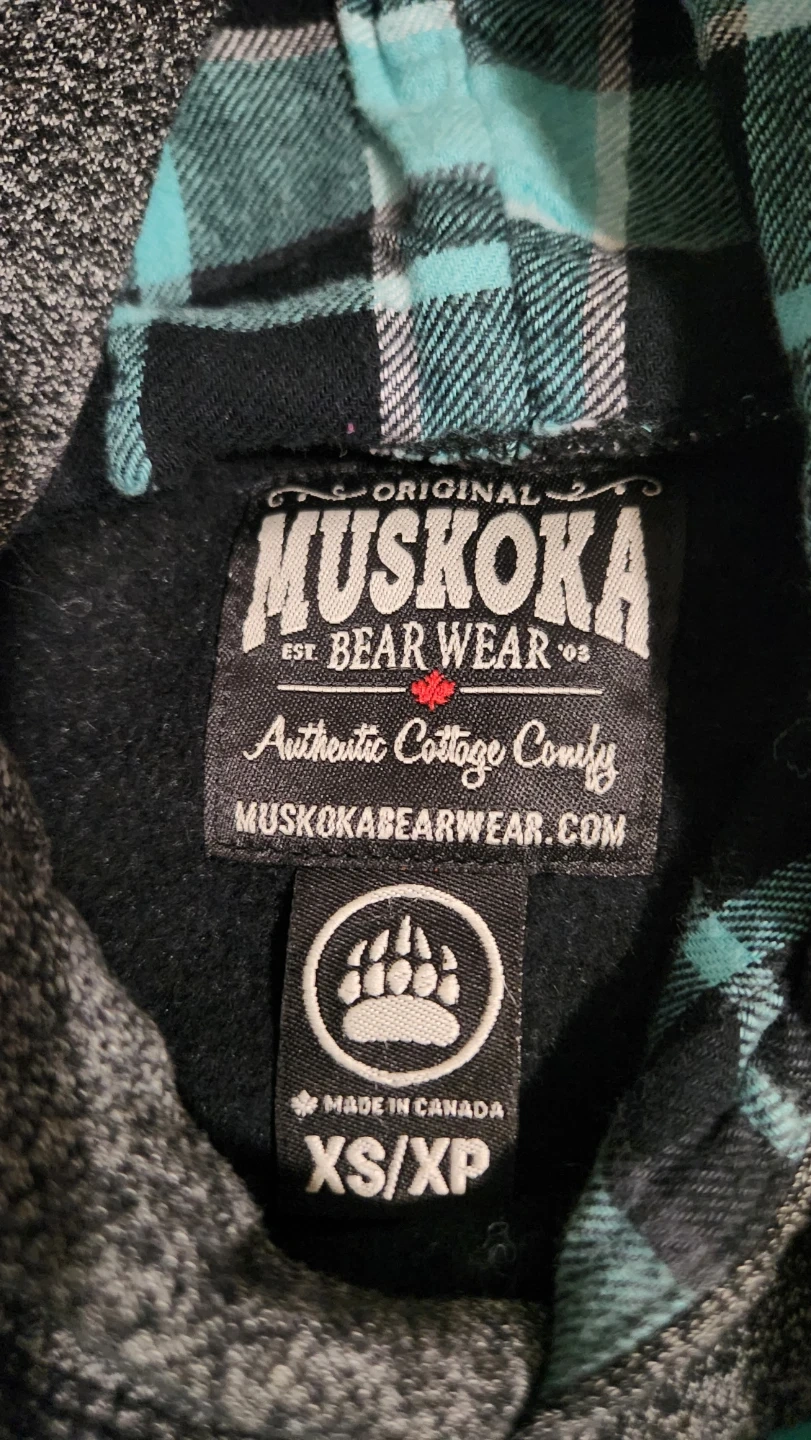 ORIGINAL
MUSKOKA
EST. BEAR WEAR '03
Authentic Cottage Comfy
MUSKOKABEARWEAR.COM
MADE IN CANADA
XS/XP